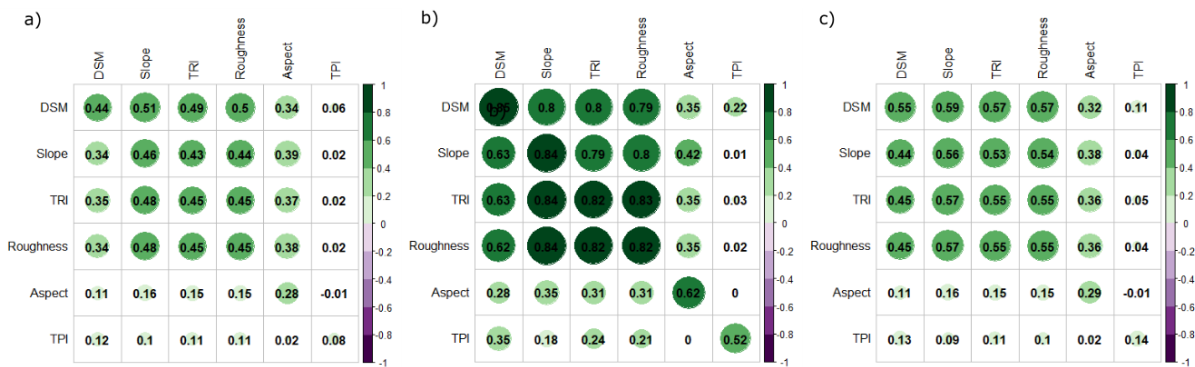 a)
DSM Slope TRI Roughness Aspect TPI
DSM 0.44 0.51 0.49 0.5 0.34 0.06
Slope 0.34 0.46 0.43 0.44 0.39 0.02
TRI 0.35 0.48 0.45 0.45 0.37 0.02
Roughness 0.34 0.48 0.45 0.45 0.38 0.02
Aspect 0.11 0.16 0.15 0.15 0.28 -0.01
TPI 0.12 0.1 0.11 0.11 0.02 0.08
1
0.8
0.6
0.4
0.2
0
-0.2
-0.4
-0.6
-0.8
-1
b)
DSM Slope TRI Roughness Aspect TPI
DSM 0.85 0.8 0.8 0.79 0.35 0.22
b)
Slope 0.63 0.84 0.79 0.8 0.42 0.01
TRI 0.63 0.84 0.82 0.83 0.35 0.03
Roughness 0.62 0.84 0.82 0.82 0.35 0.02
Aspect 0.28 0.35 0.31 0.31 0.62 0
TPI 0.35 0.18 0.24 0.21 0 0.52
1
0.8
0.6
0.4
0.2
0
-0.2
-0.4
-0.6
-0.8
-1
c)
DSM Slope TRI Roughness Aspect TPI
DSM 0.55 0.59 0.57 0.57 0.32 0.11
Slope 0.44 0.56 0.53 0.54 0.38 0.04
TRI 0.45 0.57 0.55 0.55 0.36 0.05
Roughness 0.45 0.57 0.55 0.55 0.36 0.04
Aspect 0.11 0.16 0.15 0.15 0.29 -0.01
TPI 0.13 0.09 0.11 0.1 0.02 0.14
1
0.8
0.6
0.4
0.2
0
-0.2
-0.4
-0.6
-0.8
-1